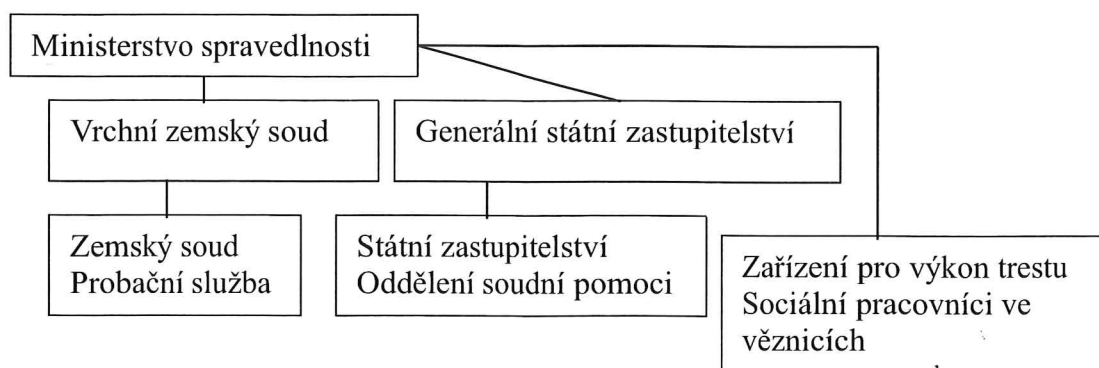 Ministerstvo spravedlnosti
Vrchní zemský soud
Generální státní zastupitelství
Zemský soud
Probační služba
Státní zastupitelství
Oddělení soudní pomoci
Zařízení pro výkon trestu
Sociální pracovníci ve
věznicích